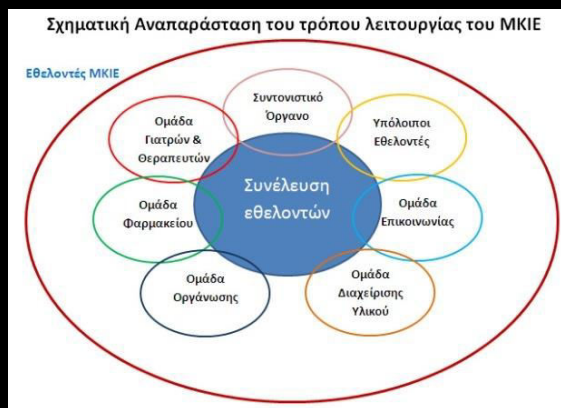 Σχηματική Αναπαράσταση του τρόπου λειτουργίας του ΜΚΙΕ
Εθελοντές ΜΚΙΕ
Συντονιστικό
Όργανο
Ομάδα
Γιατρών &
Θεραπευτών
Υπόλοιποι
Εθελοντές
Συνέλευση
εθελοντών
Ομάδα
Φαρμακείου
Ομάδα
Επικοινωνίας
Ομάδα
Οργάνωσης
Ομάδα
Διαχείρισης
Υλικού